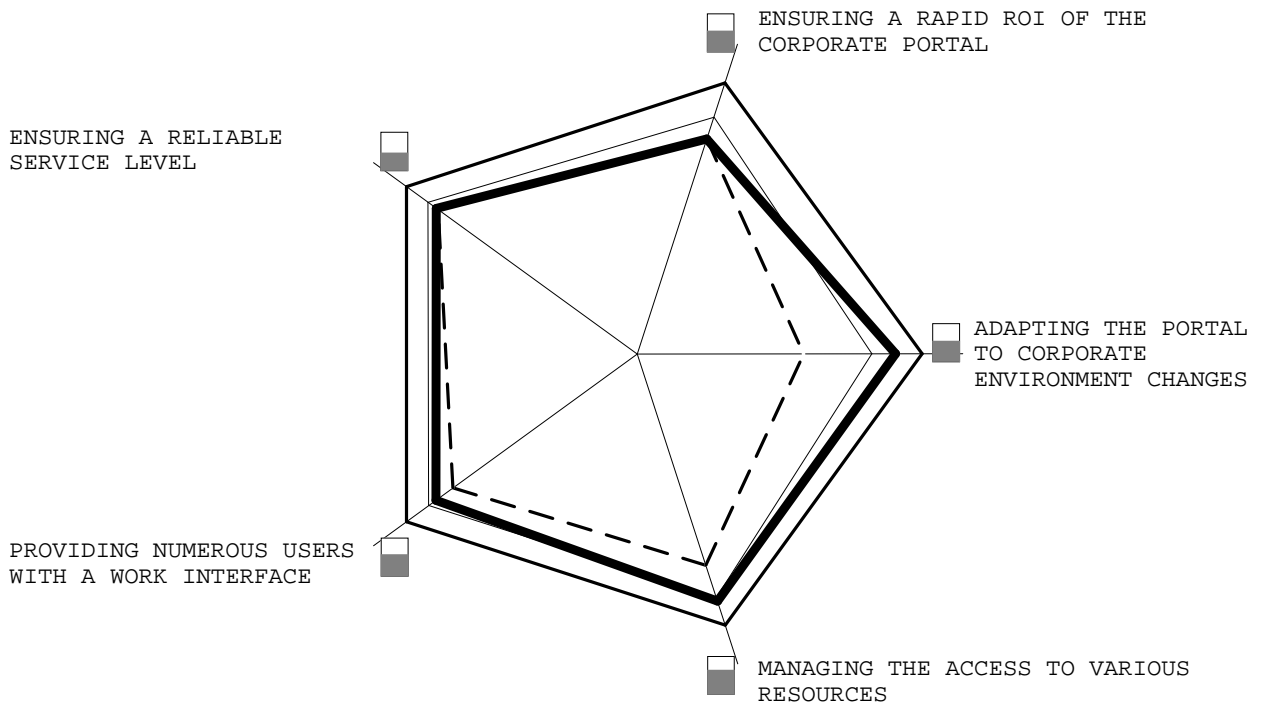 ENSURING A RAPID ROI OF THE
CORPORATE PORTAL
ENSURING A RELIABLE
SERVICE LEVEL
ADAPTING THE PORTAL
TO CORPORATE
ENVIRONMENT CHANGES
PROVIDING NUMEROUS USERS
WITH A WORK INTERFACE
MANAGING THE ACCESS TO VARIOUS
RESOURCES